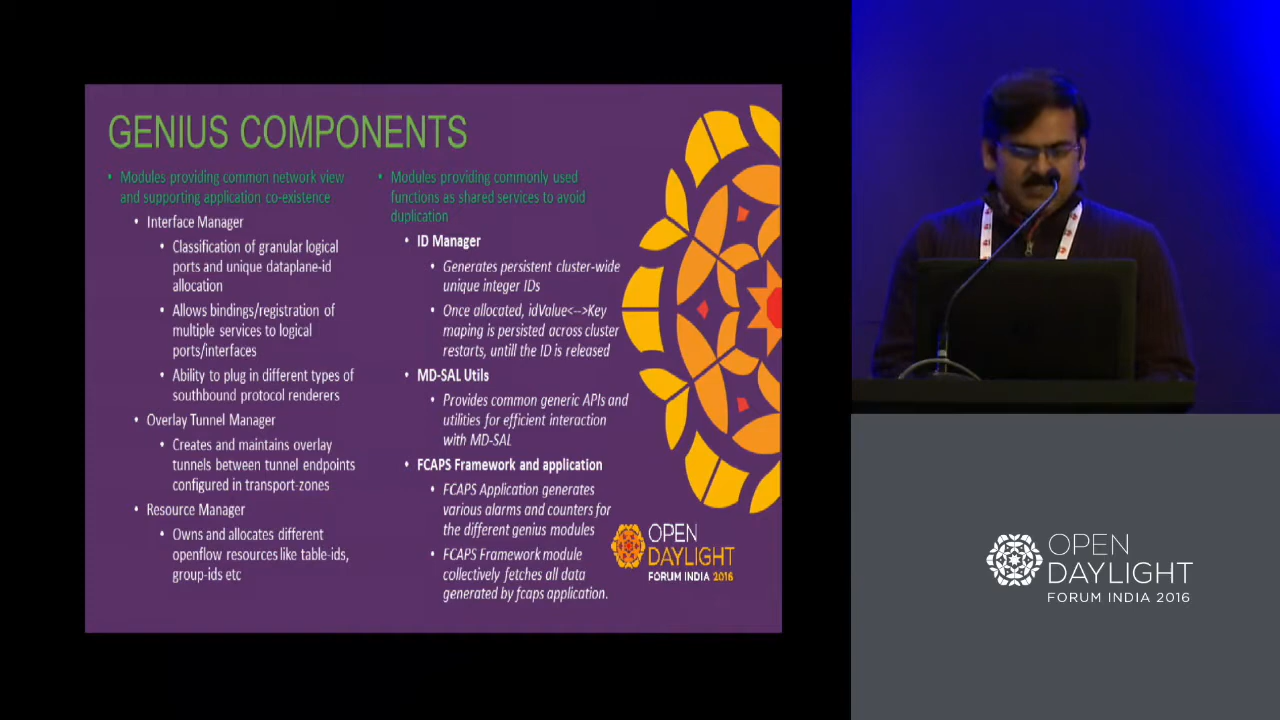 GENIUS COMPONENTS
• Modules providing common network view
and supporting application co-existence
• Interface Manager
• Classification of granular logical
ports and unique dataplane-id
allocation
• Allows bindings/registration of
multiple services to logical
ports/interfaces
• Ability to plug in different types of
southbound protocol renderers
• Overlay Tunnel Manager
• Creates and maintains overlay
tunnels between tunnel endpoints
configured in transport-zones
• Resource Manager
• Owns and allocates different
openflow resources like table-ids,
group-ids etc
• Modules providing commonly used
functions as shared services to avoid
duplication
• ID Manager
• Generates persistent cluster-wide
unique integer IDs
• Once allocated, idValue<-->Key
maping is persisted across cluster
restarts, untill the ID is released
• MD-SAL Utils
• Provides common generic APIs and
utilities for efficient interaction
with MD-SAL
• FCAPS Framework and application
• FCAPS Application generates
various alarms and counters for
the different genius modules
• FCAPS Framework module
collectively fetches all data
generated by fcaps application.
OPEN
DAYLIGHT
FORUM INDIA 2016
OPEN
DAYLIGHT
FORUM INDIA 2016